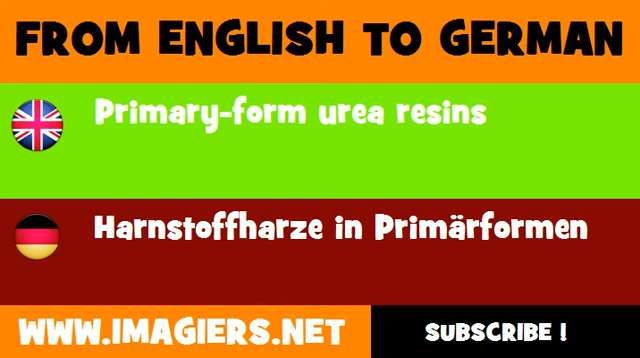 FROM ENGLISH TO GERMAN
Primary-form urea resins
Harnstoffharze in Primärformen
WWW.IMAGIERS.NET
SUBSCRIBE !